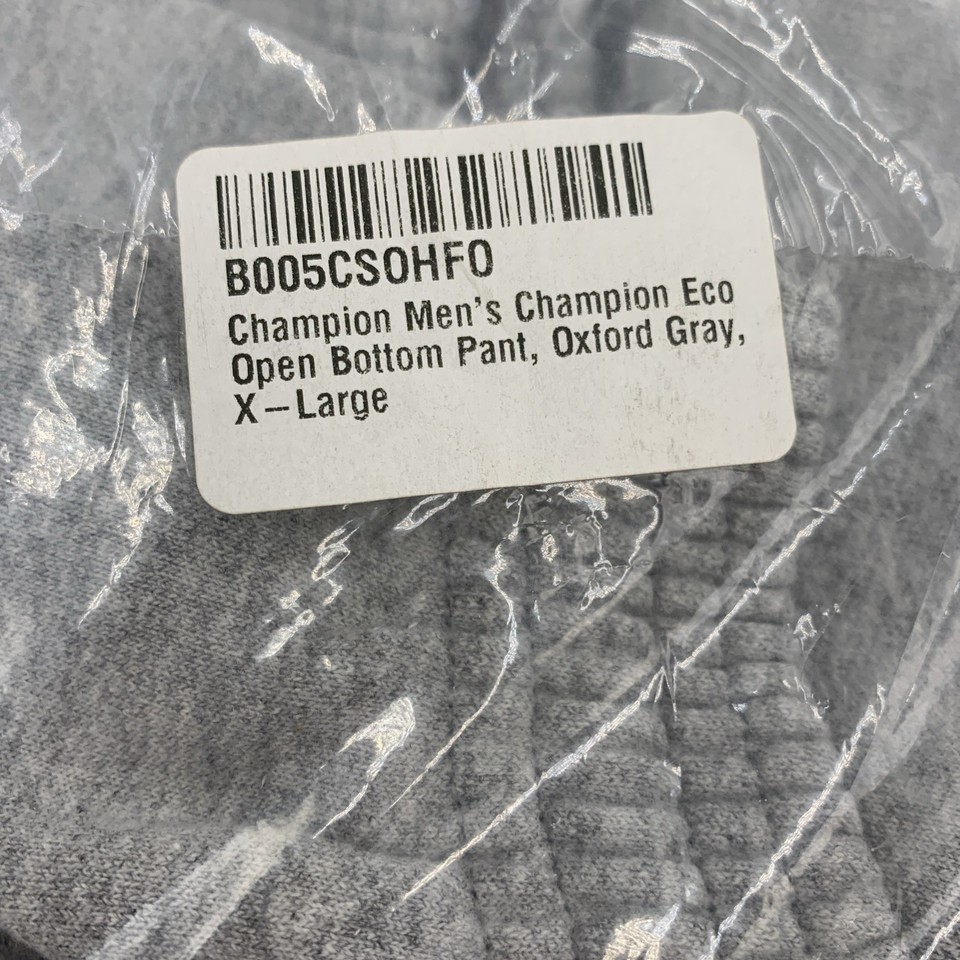 B005CSOHFO
Champion Men's Champion Eco
Open Bottom Pant, Oxford Gray,
X-Large